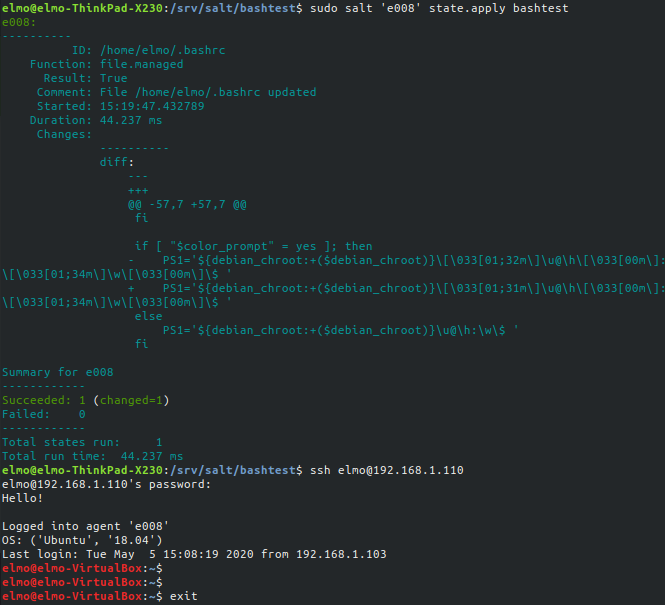 elmo@elmo-ThinkPad-X230:/srv/salt/bashtest$ sudo salt 'e008' state.apply bashtest
e008:
----------
          ID: /home/elmo/.bashrc
    Function: file.managed
      Result: True
     Comment: File /home/elmo/.bashrc updated
     Started: 15:19:47.432789
    Duration: 44.237 ms
     Changes:
              ----------
              diff:
                  ---
                  +++
                  @@ -57,7 +57,7 @@
                   fi

                   if [ "$color_prompt" = yes ]; then
                  -    PS1='${debian_chroot:+($debian_chroot)}\[\033[01;32m\]\u@\h\[\033[00m\]:
\[\033[01;34m\]\w\[\033[00m\]\$ '
                  +    PS1='${debian_chroot:+($debian_chroot)}\[\033[01;31m\]\u@\h\[\033[00m\]:
\[\033[01;34m\]\w\[\033[00m\]\$ '
                   else
                       PS1='${debian_chroot:+($debian_chroot)}\u@\h:\w\$ '
                   fi

Summary for e008
------------
Succeeded: 1 (changed=1)
Failed:    0
------------
Total states run:     1
Total run time:  44.237 ms
elmo@elmo-ThinkPad-X230:/srv/salt/bashtest$ ssh elmo@192.168.1.110
elmo@192.168.1.110's password:
Hello!

Logged into agent 'e008'
OS: ('Ubuntu', '18.04')
Last login: Tue May  5 15:08:19 2020 from 192.168.1.103
elmo@elmo-VirtualBox:~$
elmo@elmo-VirtualBox:~$
elmo@elmo-VirtualBox:~$ exit